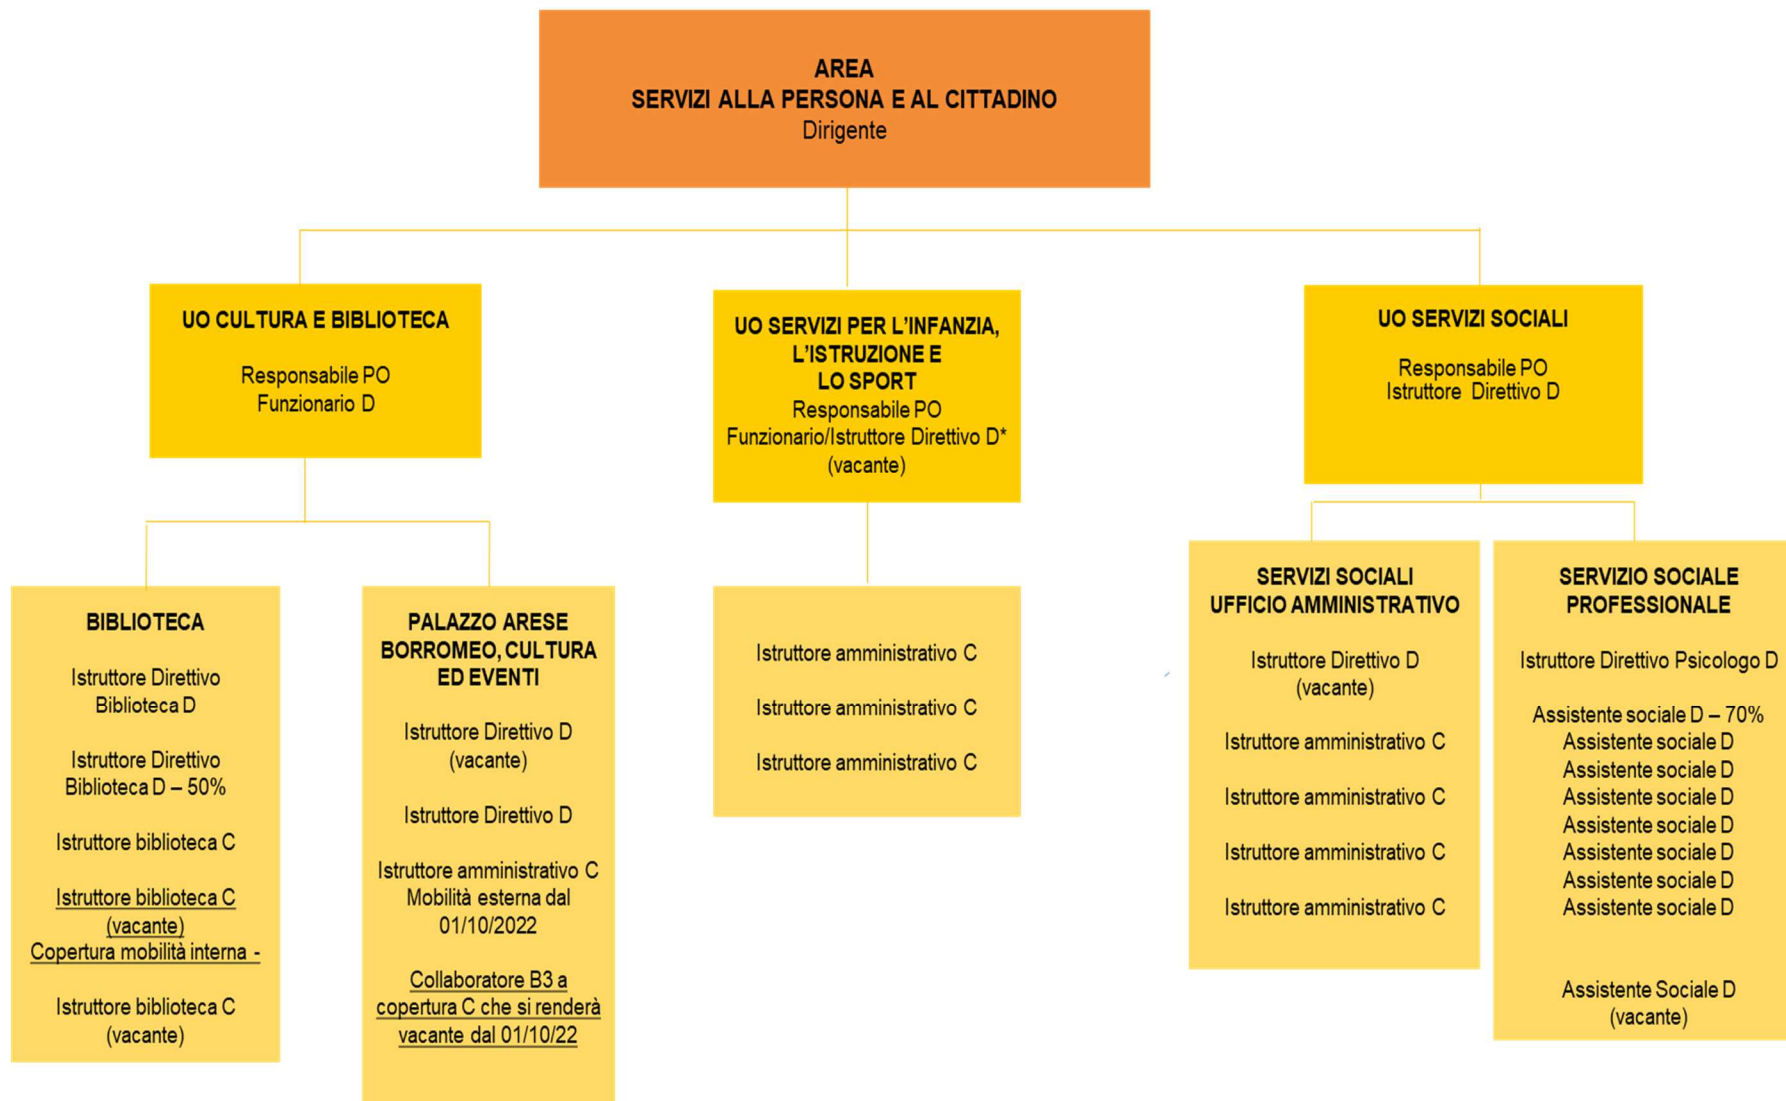 AREA
SERVIZI ALLA PERSONA E AL CITTADINO
Dirigente
UO CULTURA E BIBLIOTECA
Responsabile PO
Funzionario D
UO SERVIZI PER L'INFANZIA,
L'ISTRUZIONE E
LO SPORT
Responsabile PO
Funzionario/Istruttore Direttivo D*
(vacante)
UO SERVIZI SOCIALI
Responsabile PO
Istruttore Direttivo D
BIBLIOTECA
Istruttore Direttivo
Biblioteca D
Istruttore Direttivo
Biblioteca D – 50%
Istruttore biblioteca C
Istruttore biblioteca C
(vacante)
Copertura mobilità interna -
Istruttore biblioteca C
(vacante)
PALAZZO ARESE
BORROMEO, CULTURA
ED EVENTI
Istruttore Direttivo D
(vacante)
Istruttore Direttivo D
Istruttore amministrativo C
Mobilità esterna dal
01/10/2022
Collaboratore B3 a
copertura C che si renderà
vacante dal 01/10/22
Istruttore amministrativo C
Istruttore amministrativo C
Istruttore amministrativo C
SERVIZI SOCIALI
UFFICIO AMMINISTRATIVO
Istruttore Direttivo D
(vacante)
Istruttore amministrativo C
Istruttore amministrativo C
Istruttore amministrativo C
Istruttore amministrativo C
SERVIZIO SOCIALE
PROFESSIONALE
Istruttore Direttivo Psicologo D
Assistente sociale D – 70%
Assistente sociale D
Assistente sociale D
Assistente sociale D
Assistente sociale D
Assistente sociale D
Assistente sociale D
Assistente sociale D
Assistente Sociale D
(vacante)